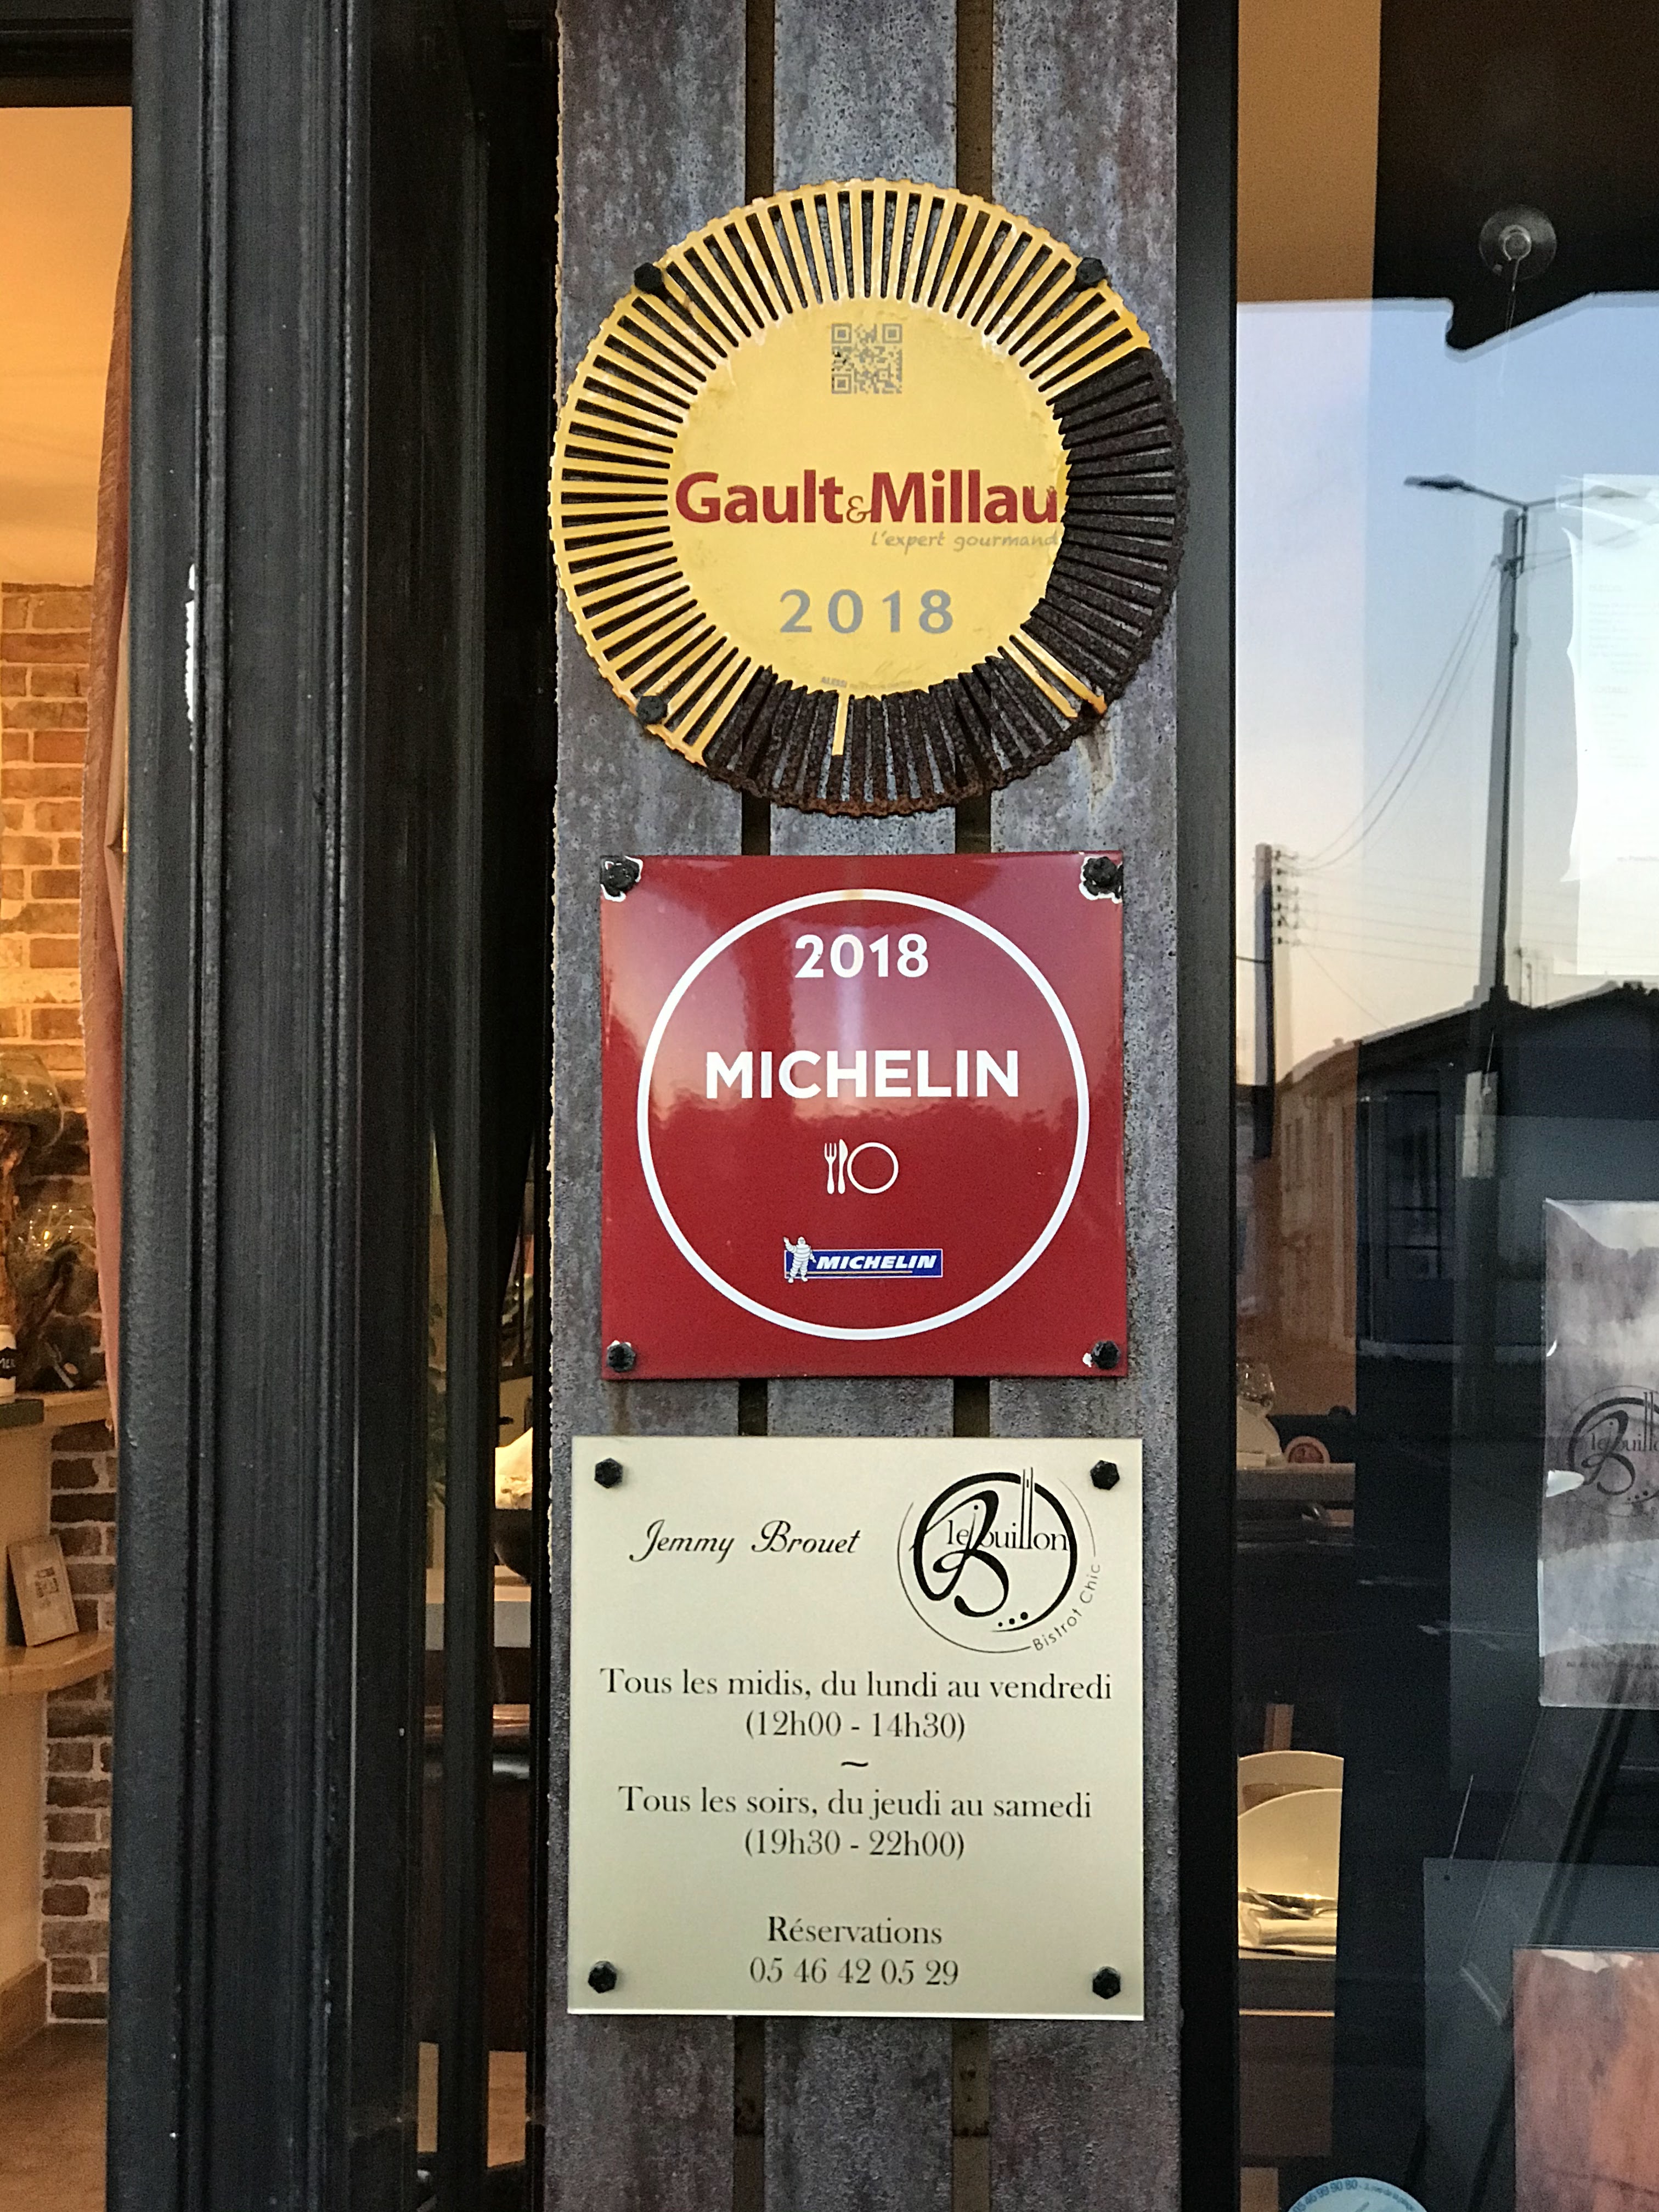 Gault&Millau
l'expert gourmand
2018
ALESSI
2018
MICHELIN
MICHELIN
Jemmy Brouet
le Bouillon
Bistrot Chic
Tous les midis, du lundi au vendredi
(12h00 - 14h30)
~
Tous les soirs, du jeudi au samedi
(19h30 - 22h00)
Réservations
05 46 42 05 29